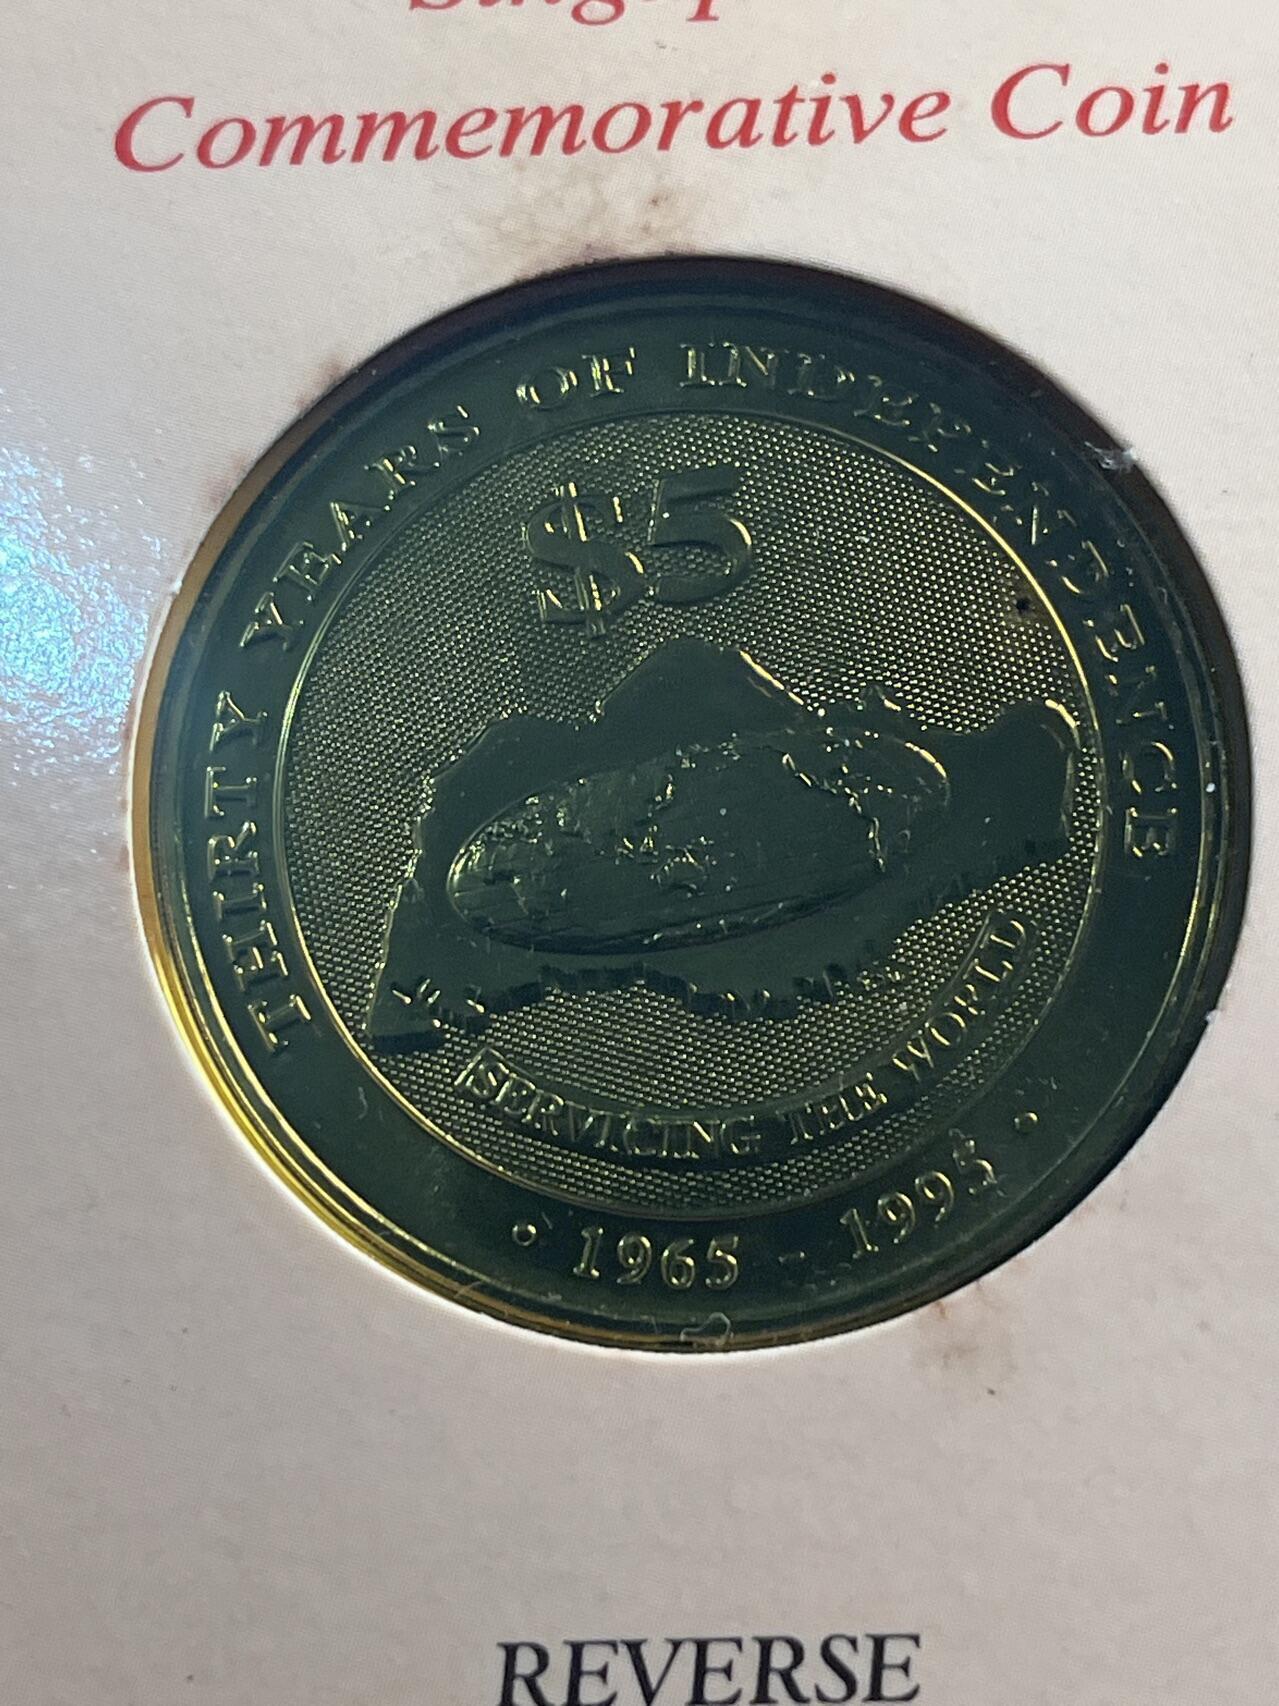 Commemorative Coin
THIRTY YEARS OF INDEPENDENCE
$5
SERVICING THE WORLD
• 1965 - 1995 •
REVERSE